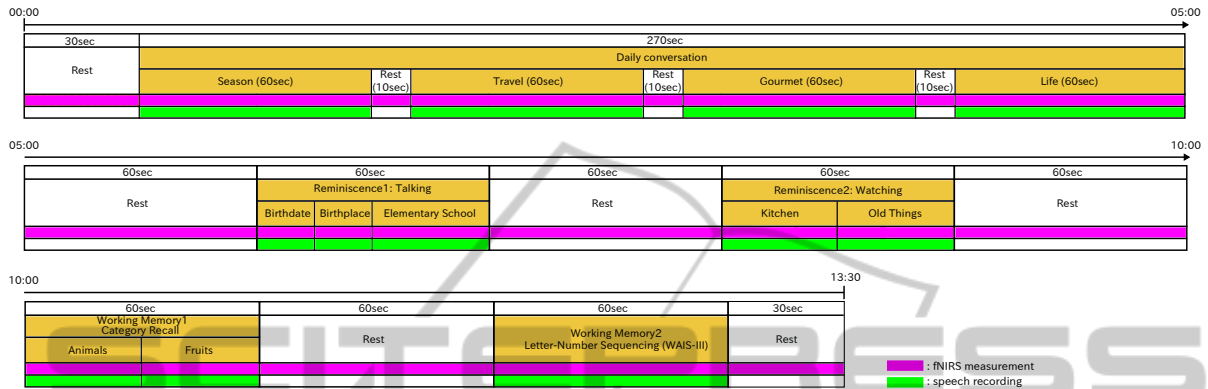 00:00 05:00
30sec 270sec
Rest Daily conversation
Season (60sec) Rest (10sec) Travel (60sec) Rest (10sec) Gourmet (60sec) Rest (10sec) Life (60sec)
05:00 10:00
60sec 60sec 60sec 60sec 60sec
Rest Reminiscence1: Talking Rest Reminiscence2: Watching Rest
Birthdate Birthplace Elementary School Kitchen Old Things
10:00 13:30
60sec 60sec 60sec 30sec
Working Memory1
Category Recall
Rest
Working Memory2
Letter-Number Sequencing (WAIS-III)
Rest
Animals Fruits
: fNIRS measurement
: speech recording
SCITEPRESS